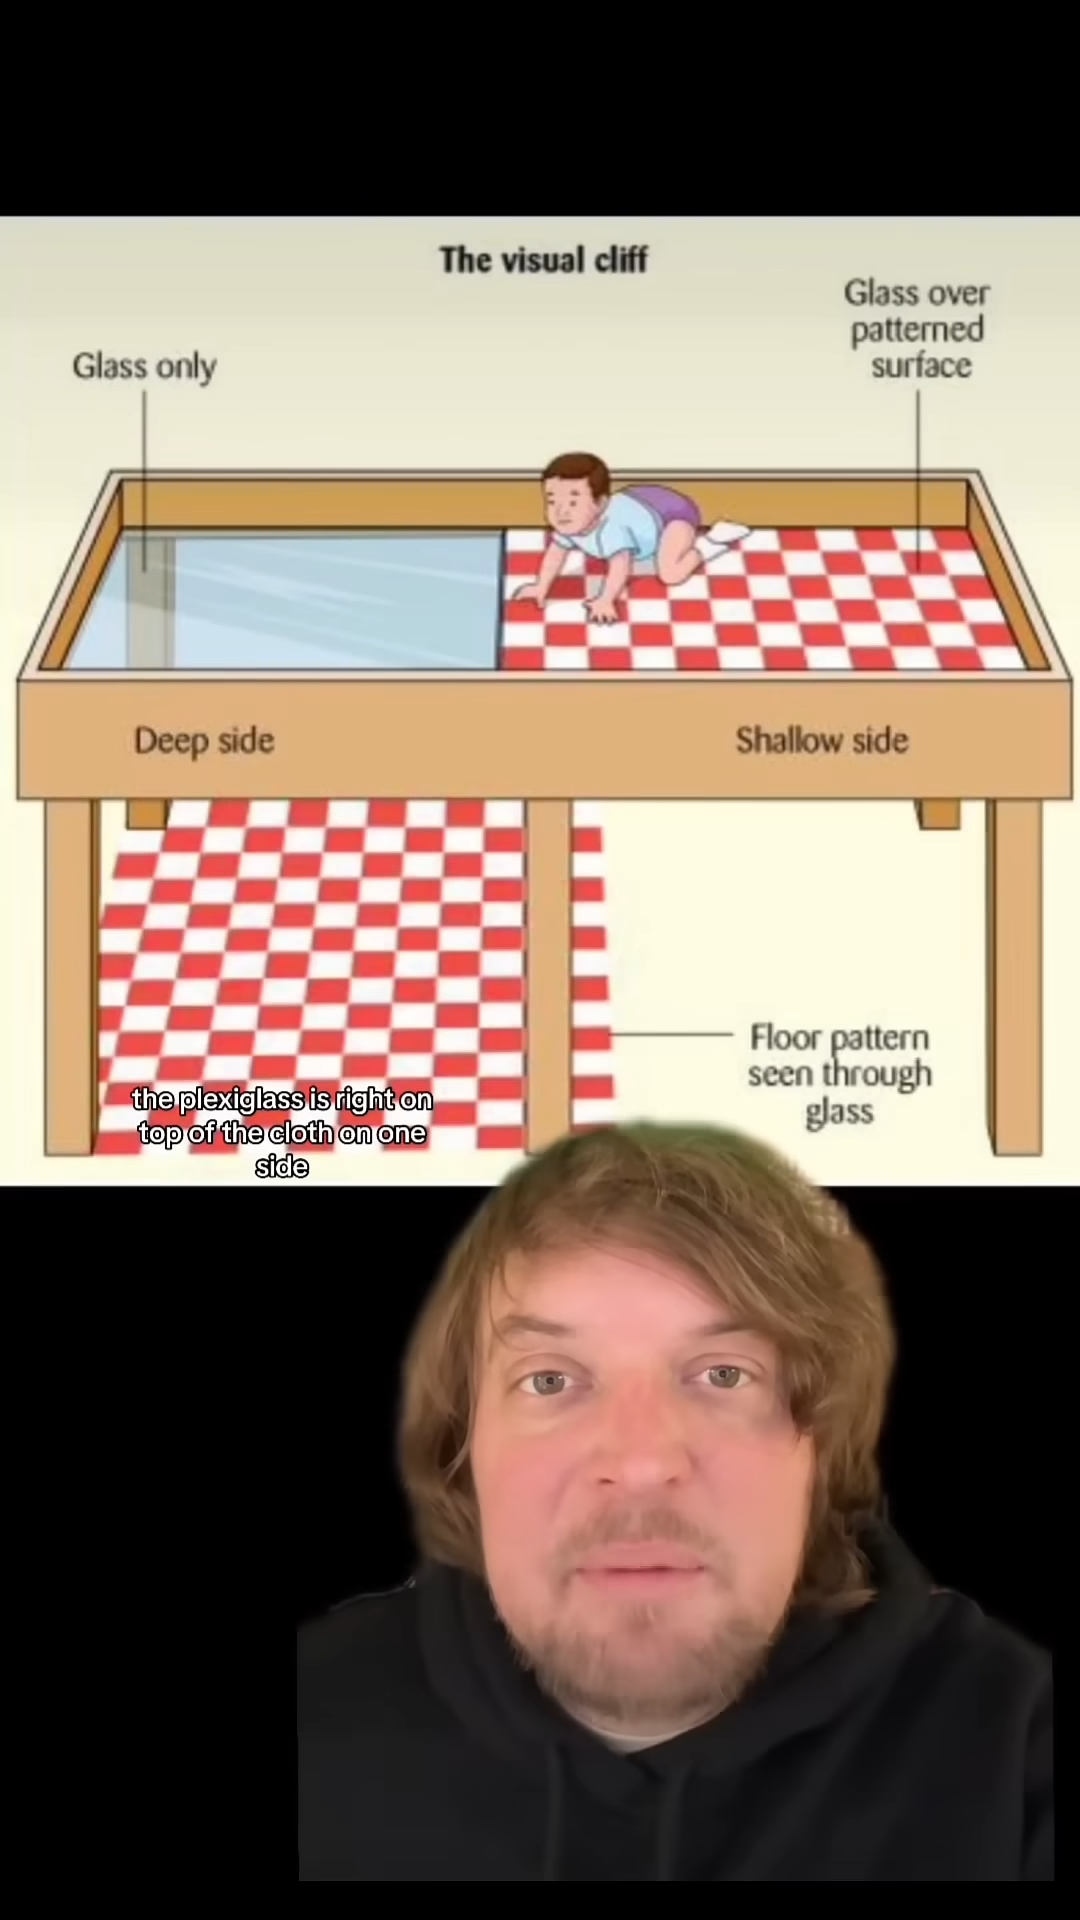 The visual cliff
Glass over
patterned
surface
Glass only
Deep side
Shallow side
Floor pattern
seen through
glass
the plexiglass is right on
top of the cloth on one
side